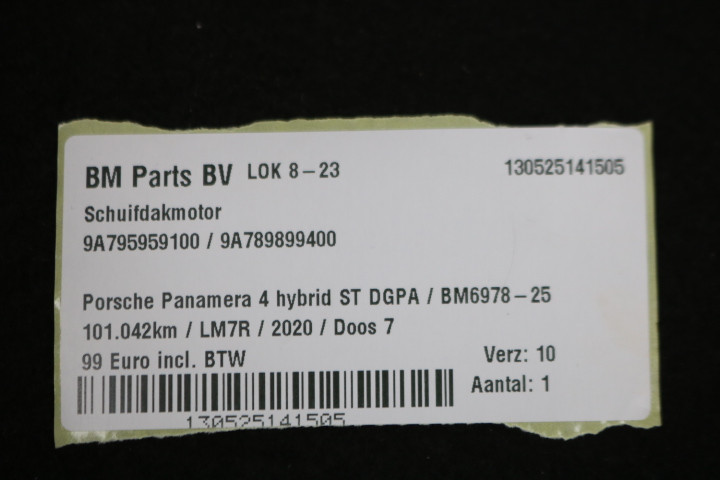 BM Parts BV LOK 8-23 130525141505
Schuifdakmotor
9A795959100 / 9A789899400
Porsche Panamera 4 hybrid ST DGPA / BM6978-25
101.042km / LM7R / 2020 / Doos 7
99 Euro incl. BTW Verz: 10
Aantal: 1
130525141505